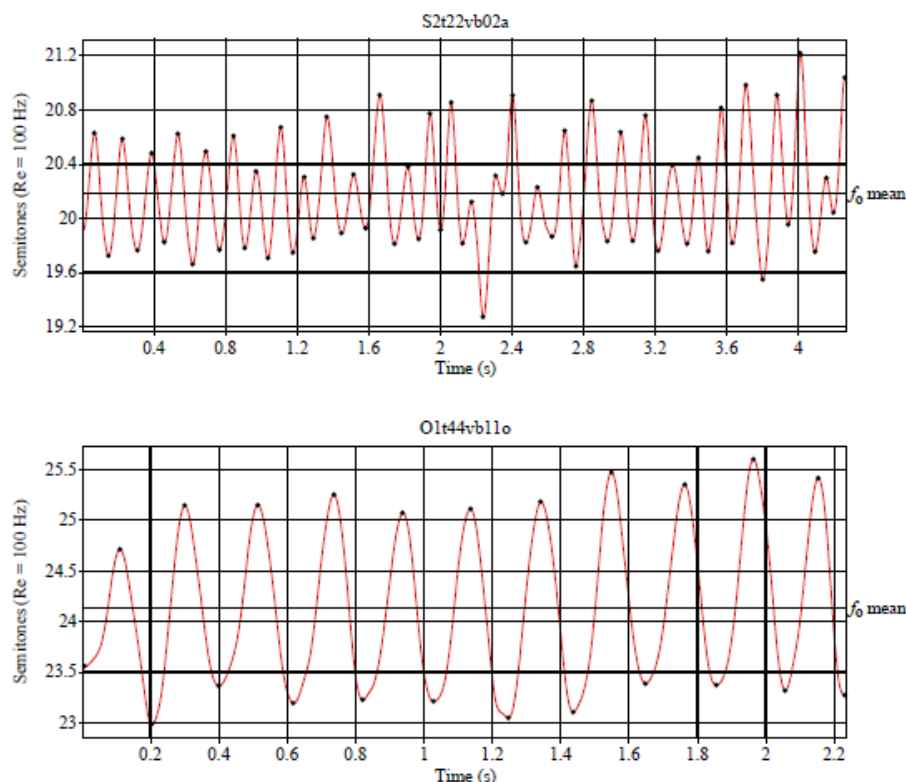 S2t22vb02a
Semitones (Re = 100 Hz)
21.2
20.8
20.4
20
19.6
19.2
f₀ mean
0.4 0.8 1.2 1.6 2 2.4 2.8 3.2 3.6 4
Time (s)
O1t44vb11o
Semitones (Re = 100 Hz)
25.5
25
24.5
24
23.5
23
f₀ mean
0.2 0.4 0.6 0.8 1 1.2 1.4 1.6 1.8 2 2.2
Time (s)